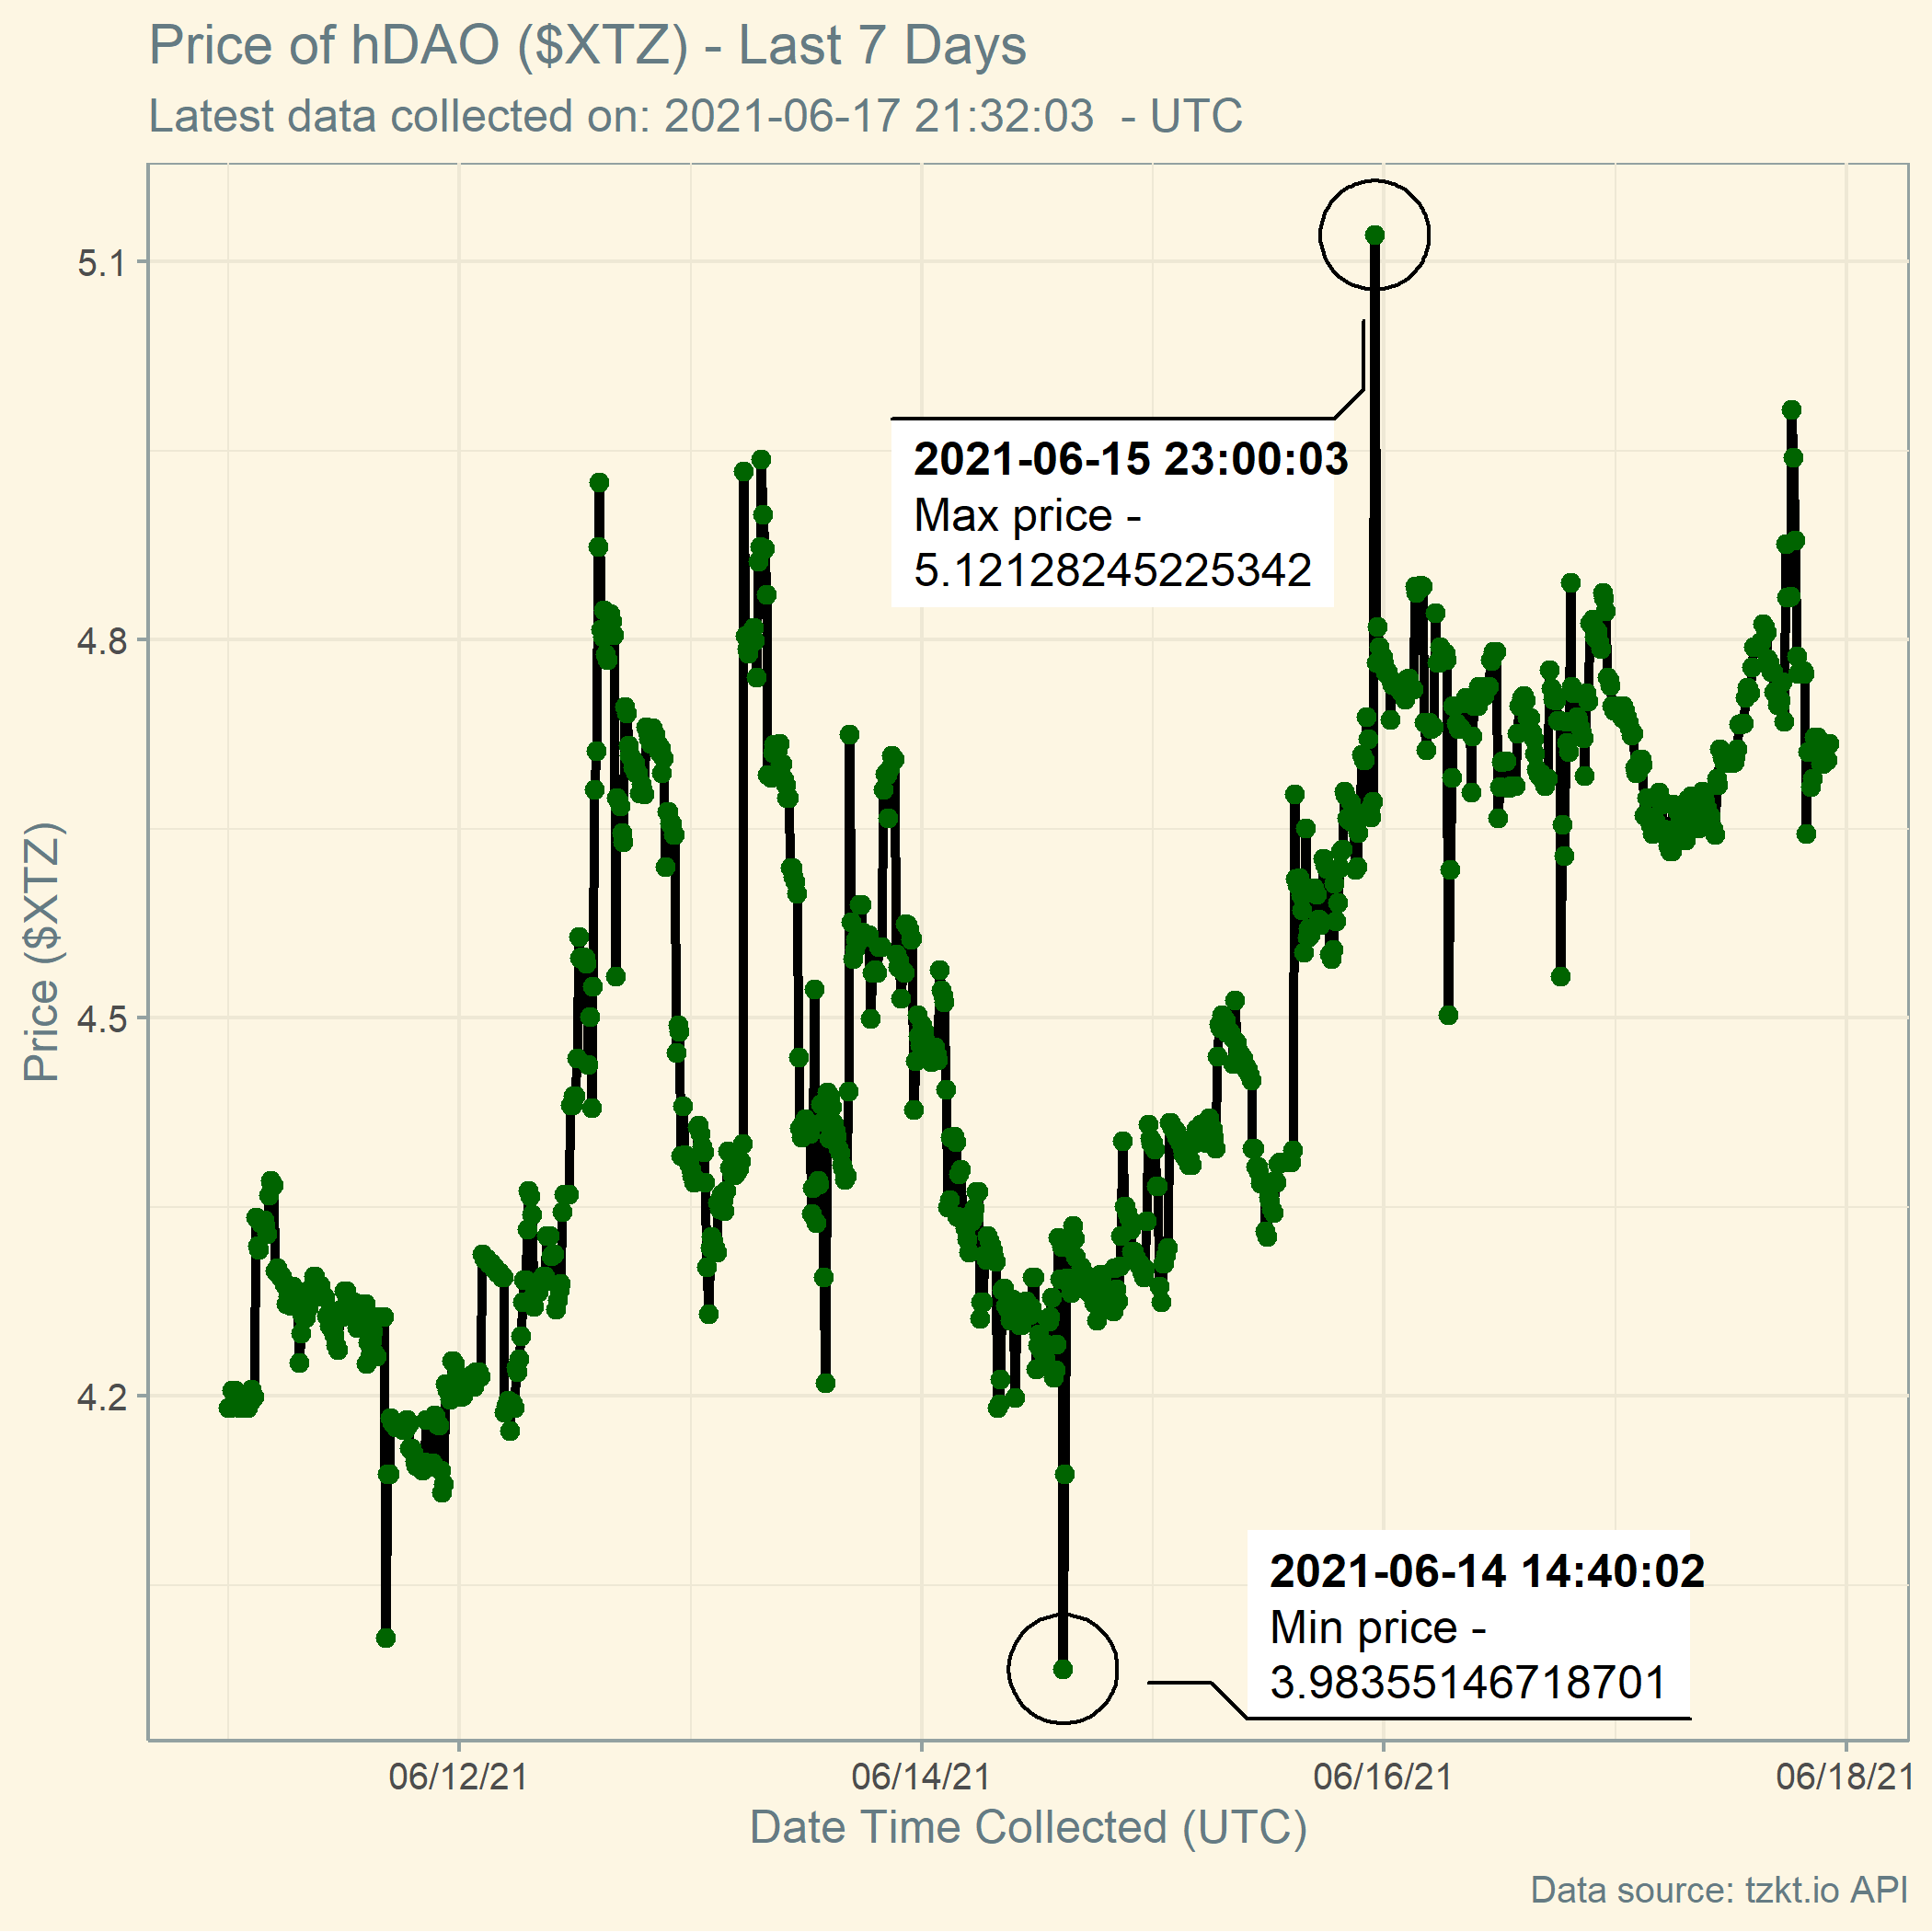 Price of hDAO ($XTZ) - Last 7 Days
Latest data collected on: 2021-06-17 21:32:03  - UTC
5.1
4.8
4.5
4.2
Price ($XTZ)
2021-06-15 23:00:03
Max price -
5.12128245225342
2021-06-14 14:40:02
Min price -
3.98355146718701
06/12/21
06/14/21
06/16/21
06/18/21
Date Time Collected (UTC)
Data source: tzkt.io API